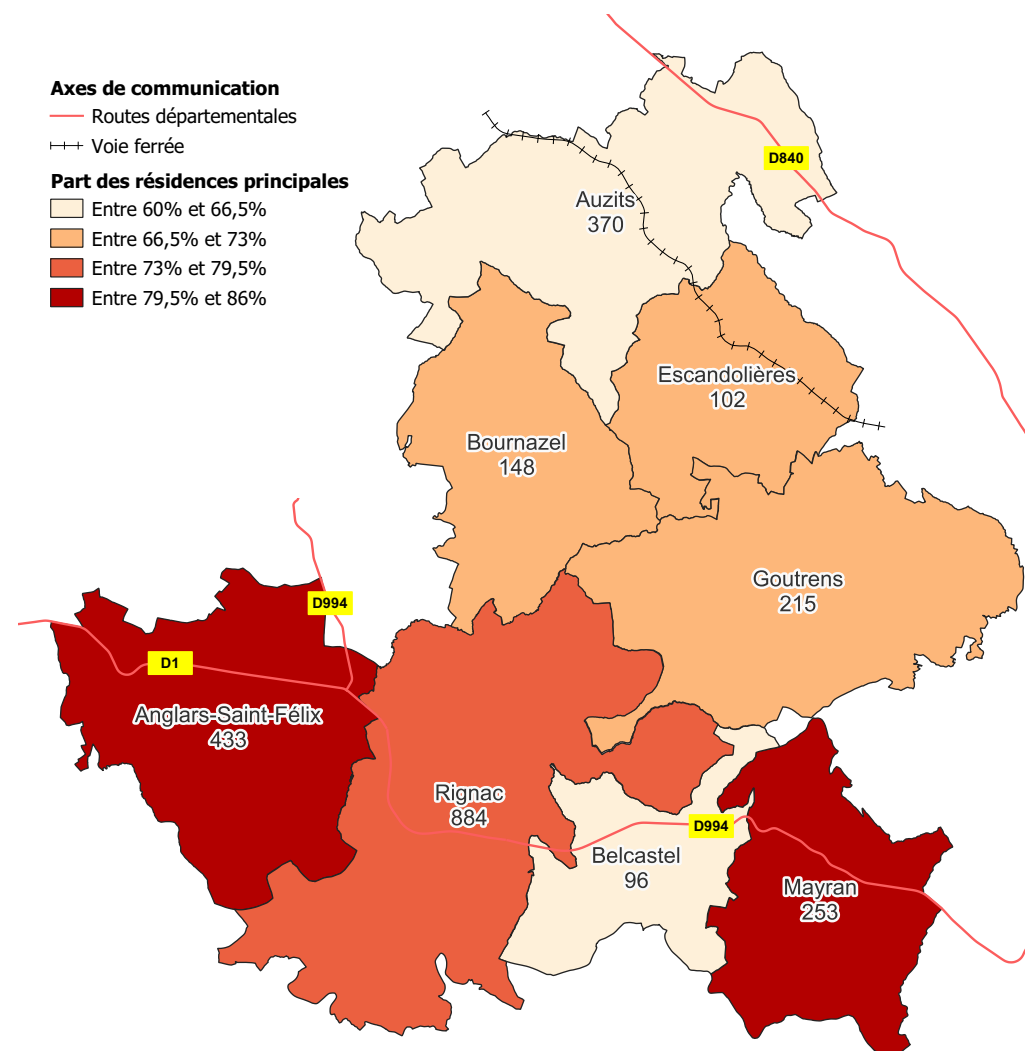 Axes de communication
Routes départementales
Voie ferrée
Part des résidences principales
Entre 60% et 66,5%
Entre 66,5% et 73%
Entre 73% et 79,5%
Entre 79,5% et 86%
D840
Auzits
370
Escandolières
102
Bournazel
148
Goutrens
215
D994
D1
Anglars-Saint-Félix
433
Rignac
884
D994
Belcastel
96
Mayran
253